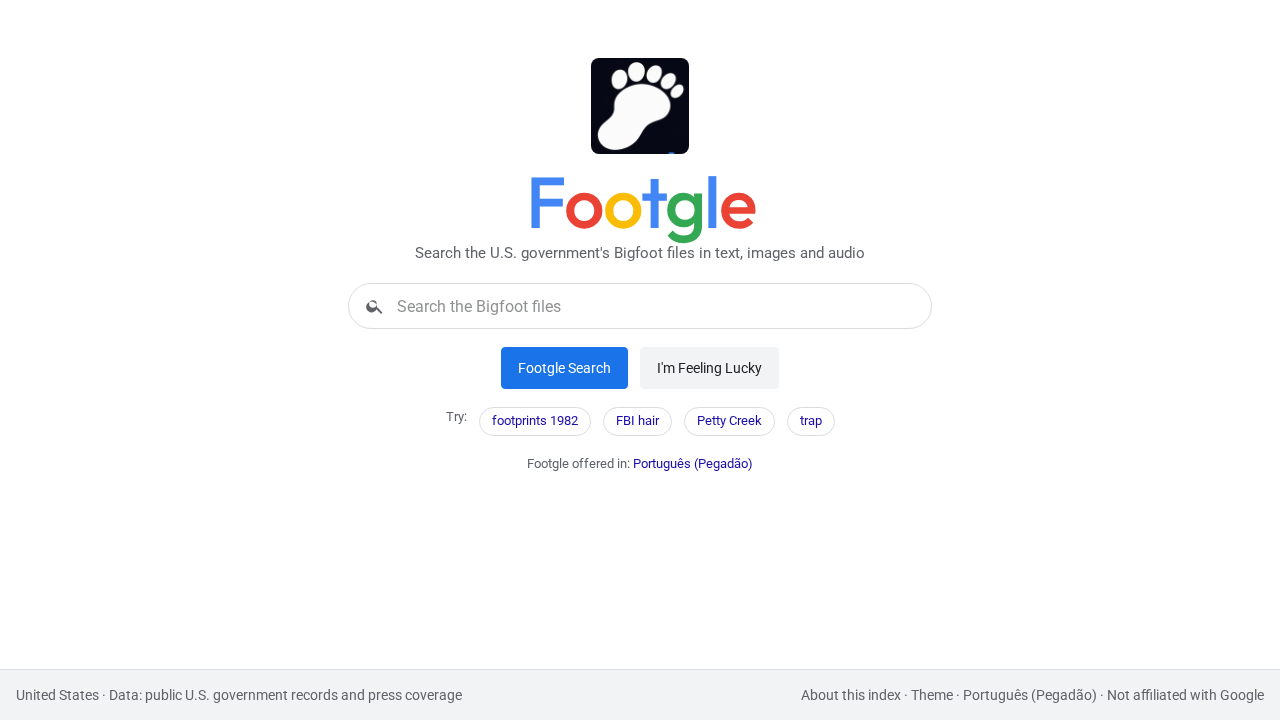 Footgle
Search the U.S. government's Bigfoot files in text, images and audio
Search the Bigfoot files
Footgle Search
I'm Feeling Lucky
Try:
footprints 1982
FBI hair
Petty Creek
trap
Footgle offered in: Português (Pegadão)
United States · Data: public U.S. government records and press coverage
About this index · Theme · Português (Pegadão) · Not affiliated with Google